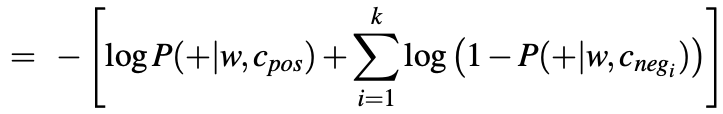 = − [log P(+|w, c_pos) + ∑_{i=1}^{k} log (1 − P(+|w, c_neg_i))]